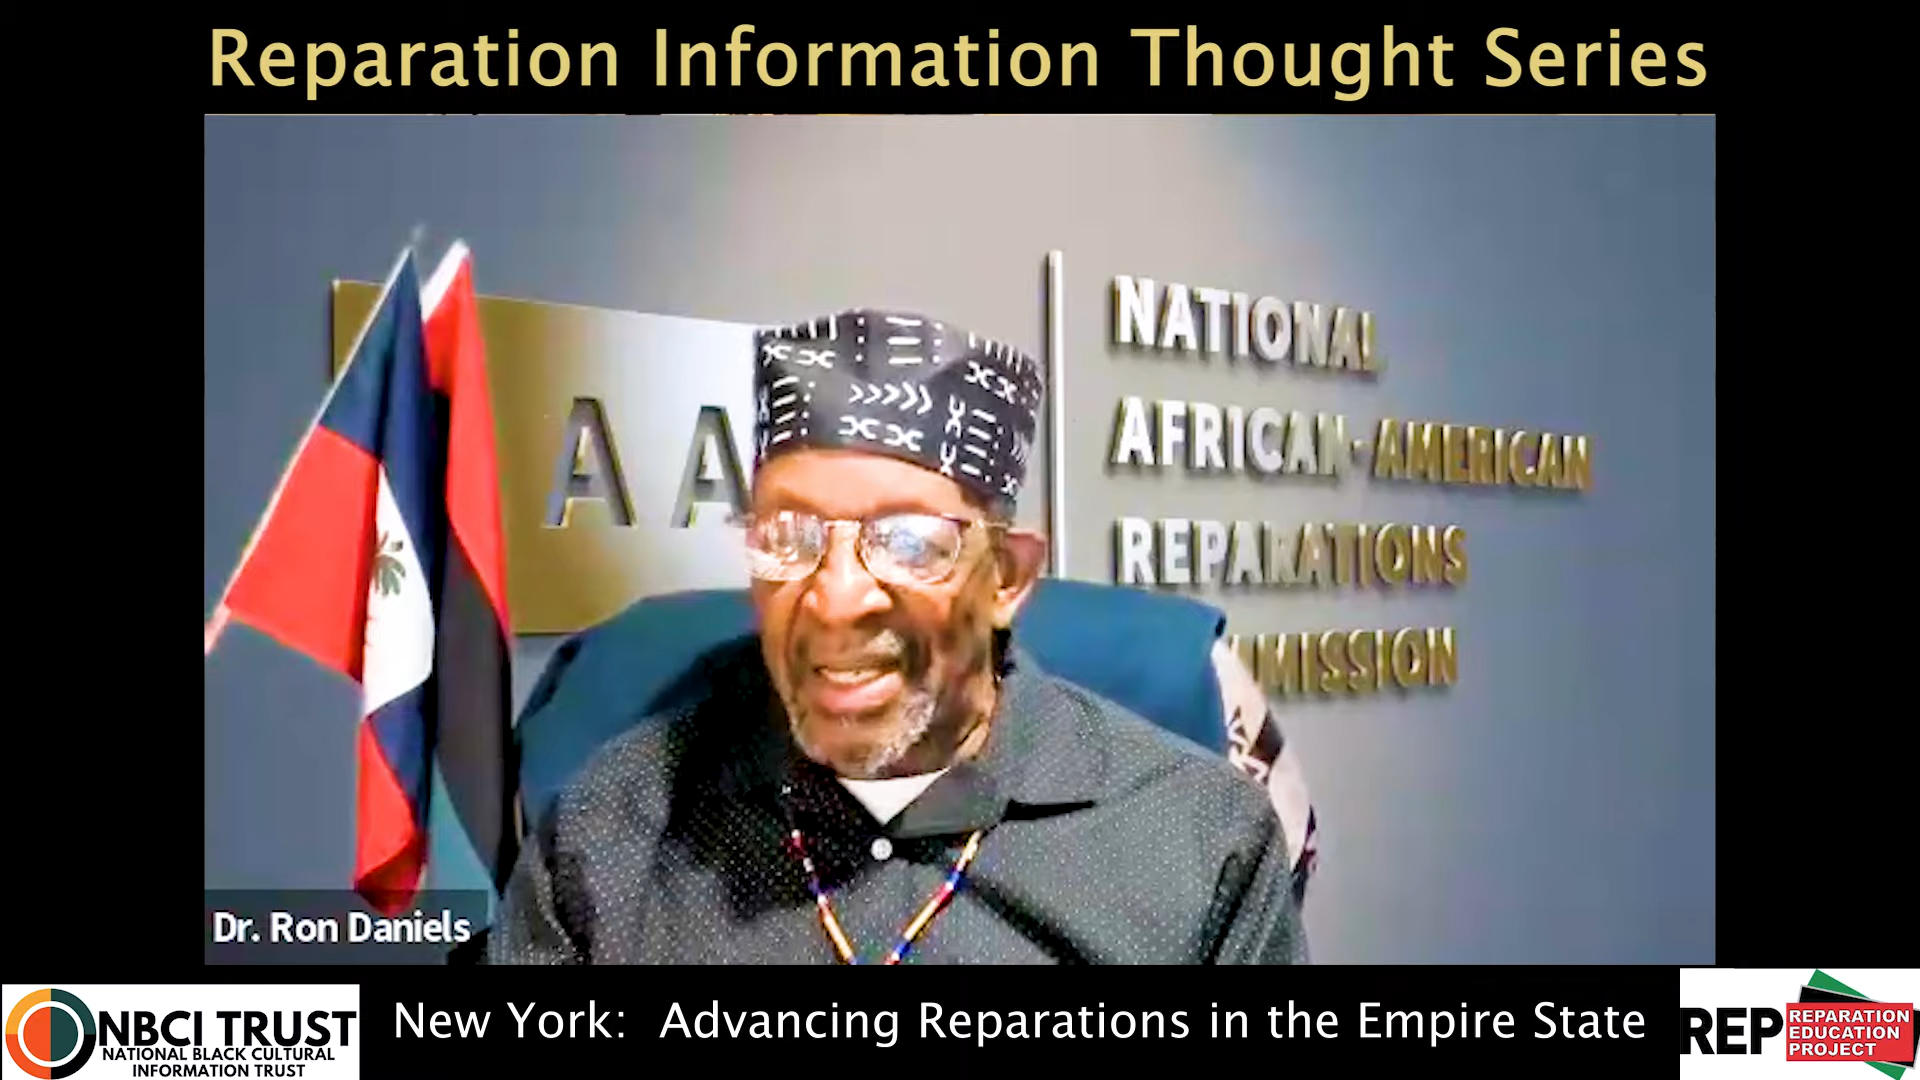 Reparation Information Thought Series
A A
NATIONAL
AFRICAN-AMERICAN
REPARATIONS
MMISSION
Dr. Ron Daniels
NBCI TRUST
NATIONAL BLACK CULTURAL
INFORMATION TRUST
New York: Advancing Reparations in the Empire State
REP
REPARATION
EDUCATION
PROJECT